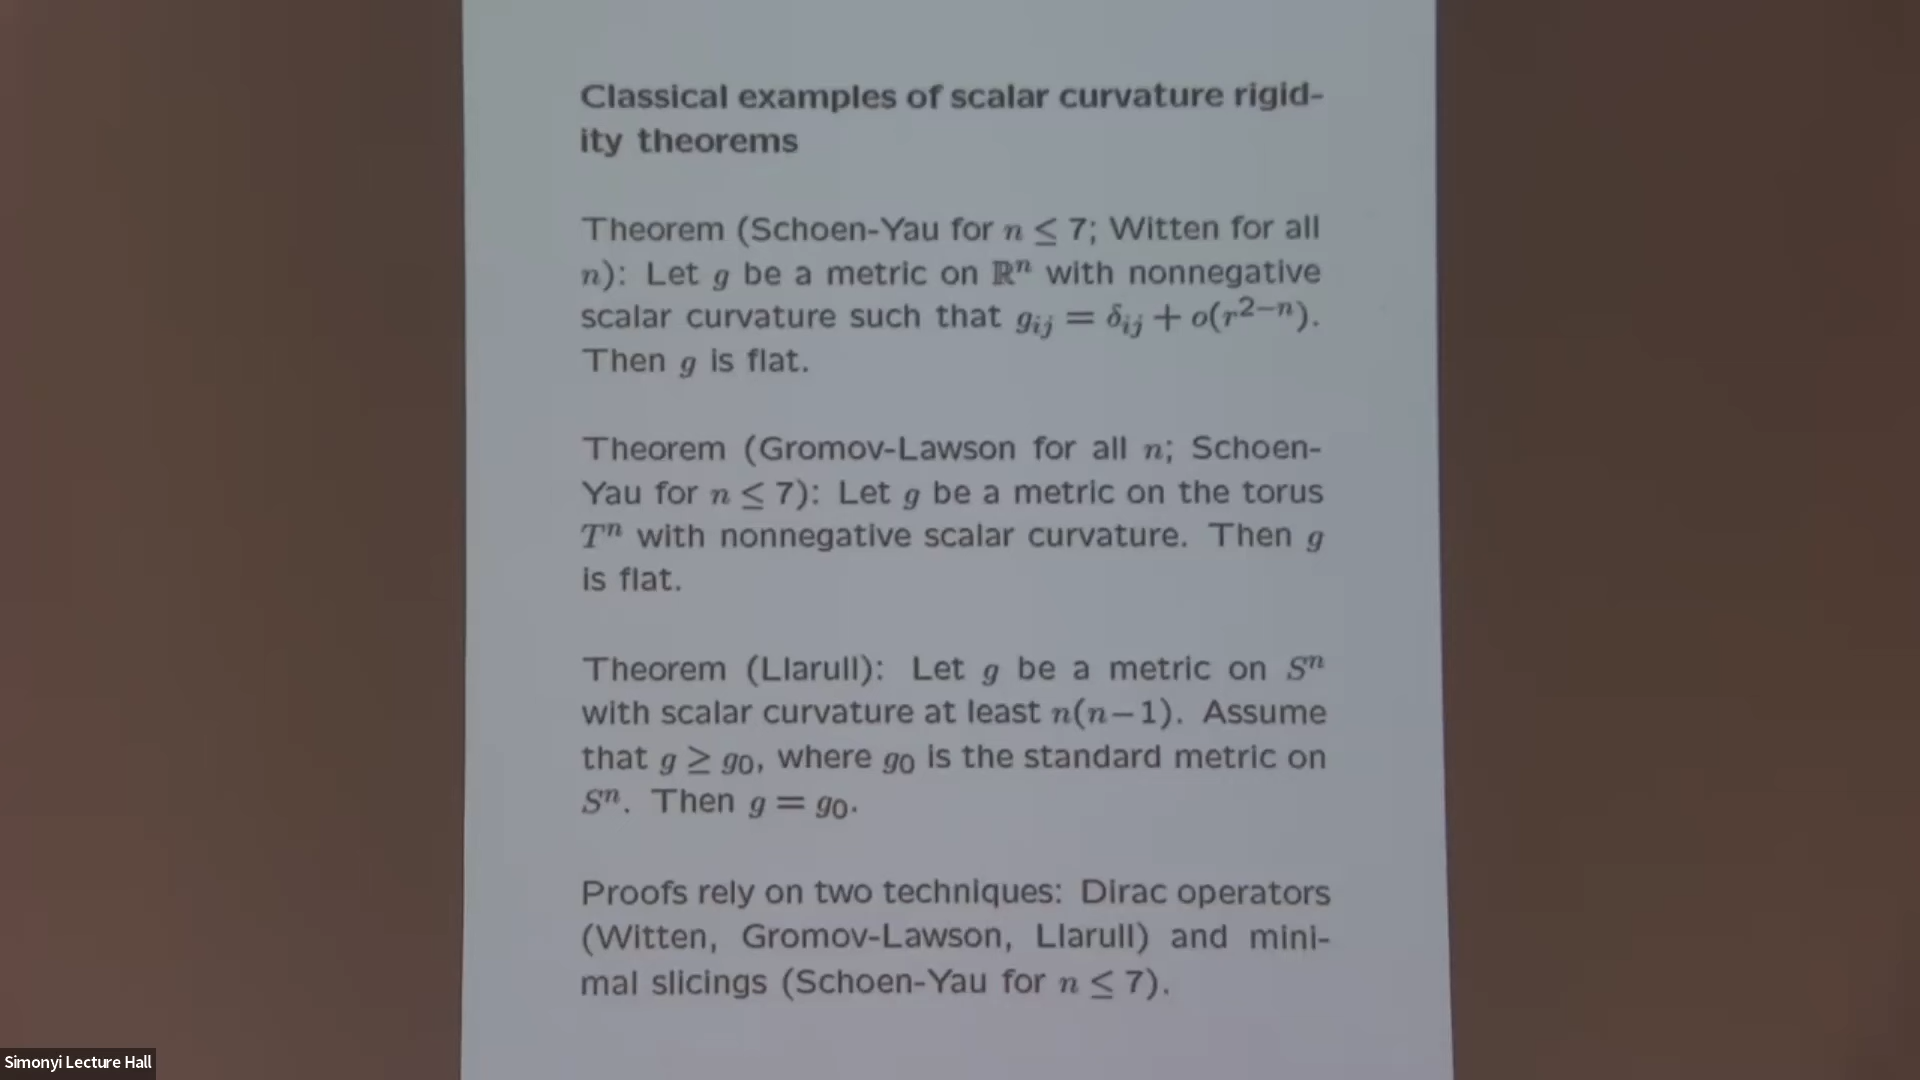 Classical examples of scalar curvature rigid-
ity theorems
Theorem (Schoen-Yau for n ≤ 7; Witten for all
n): Let g be a metric on ℝⁿ with nonnegative
scalar curvature such that gᵢⱼ = δᵢⱼ + o(r²⁻ⁿ).
Then g is flat.
Theorem (Gromov-Lawson for all n; Schoen-
Yau for n ≤ 7): Let g be a metric on the torus
Tⁿ with nonnegative scalar curvature. Then g
is flat.
Theorem (Llarull): Let g be a metric on Sⁿ
with scalar curvature at least n(n−1). Assume
that g ≥ g₀, where g₀ is the standard metric on
Sⁿ. Then g = g₀.
Proofs rely on two techniques: Dirac operators
(Witten, Gromov-Lawson, Llarull) and mini-
mal slicings (Schoen-Yau for n ≤ 7).
Simonyi Lecture Hall